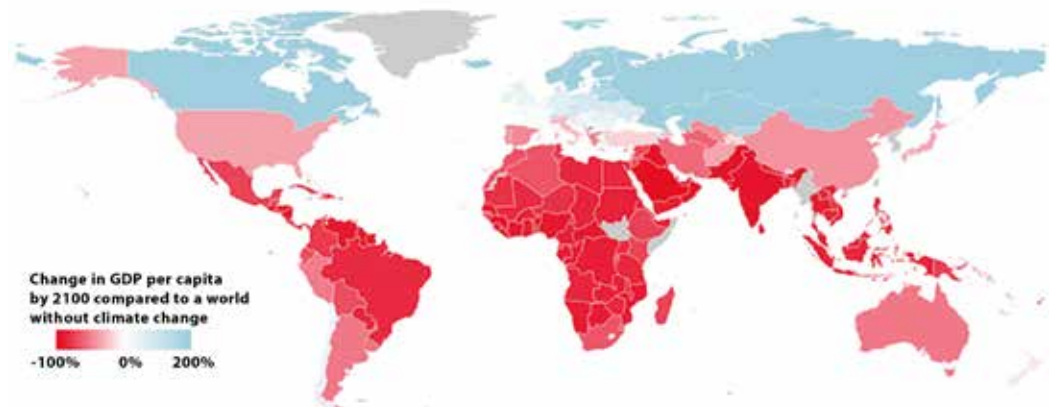 Change in GDP per capita
by 2100 compared to a world
without climate change
-100% 0% 200%